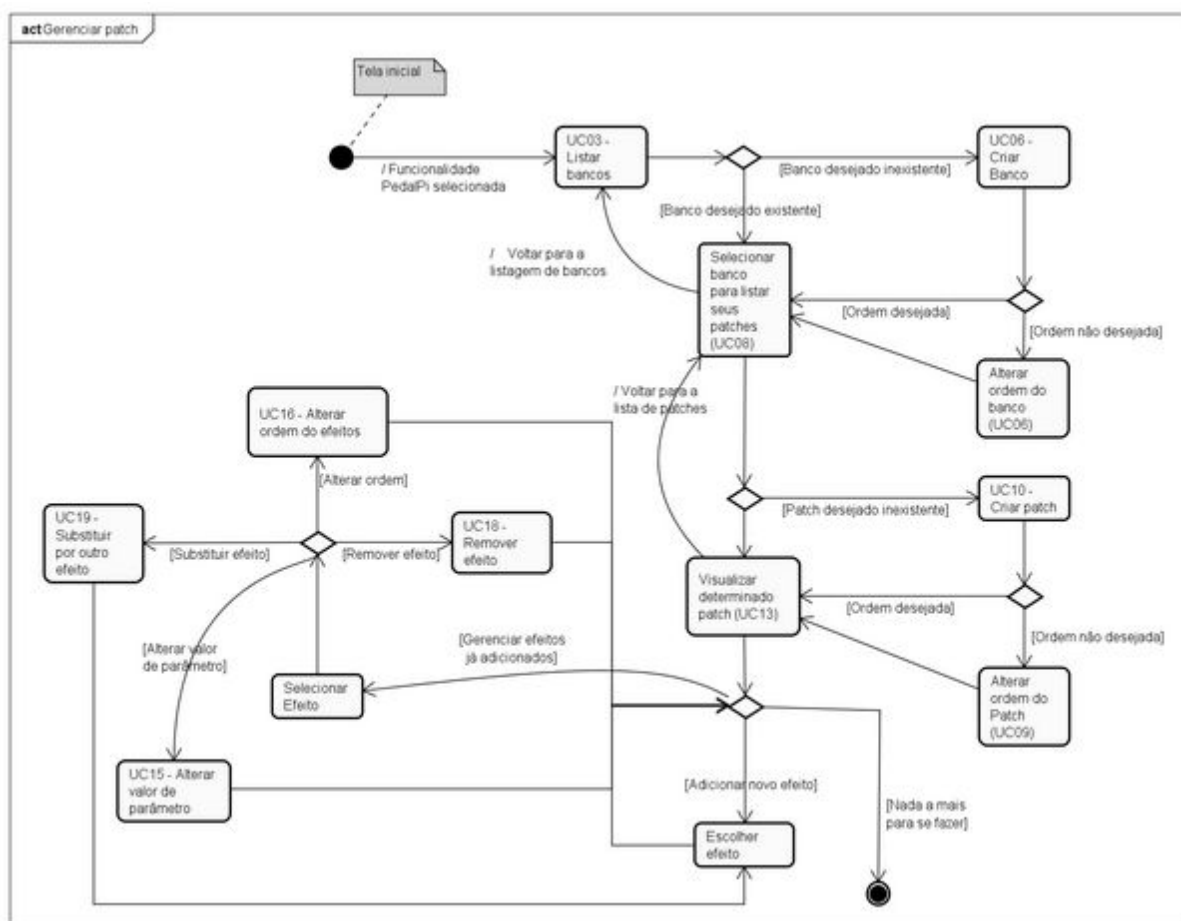 act Gerenciar patch
Tela inicial
/ Funcionalidade
PedalPi selecionada
UC03 -
Listar
bancos
[Banco desejado inexistente]
UC06 -
Criar
Banco
[Banco desejado existente]
/ Voltar para a
listagem de bancos
Selecionar
banco
para listar
seus
patches
(UC08)
[Ordem desejada]
[Ordem não desejada]
Alterar
ordem do
banco
(UC06)
/ Voltar para a
lista de patches
UC16 - Alterar
ordem do efeitos
[Alterar ordem]
[Patch desejado inexistente]
UC10 -
Criar patch
UC19 -
Substituir
por outro
efeito
[Substituir efeito]
[Remover efeito]
UC18 -
Remover
efeito
Visualizar
determinado
patch (UC13)
[Ordem desejada]
[Ordem não desejada]
Alterar
ordem do
Patch
(UC09)
[Alterar valor
de parâmetro]
[Gerenciar efeitos
já adicionados]
Selecionar
Efeito
UC15 - Alterar
valor de
parâmetro
[Adicionar novo efeito]
[Nada a mais
para se fazer]
Escolher
efeito